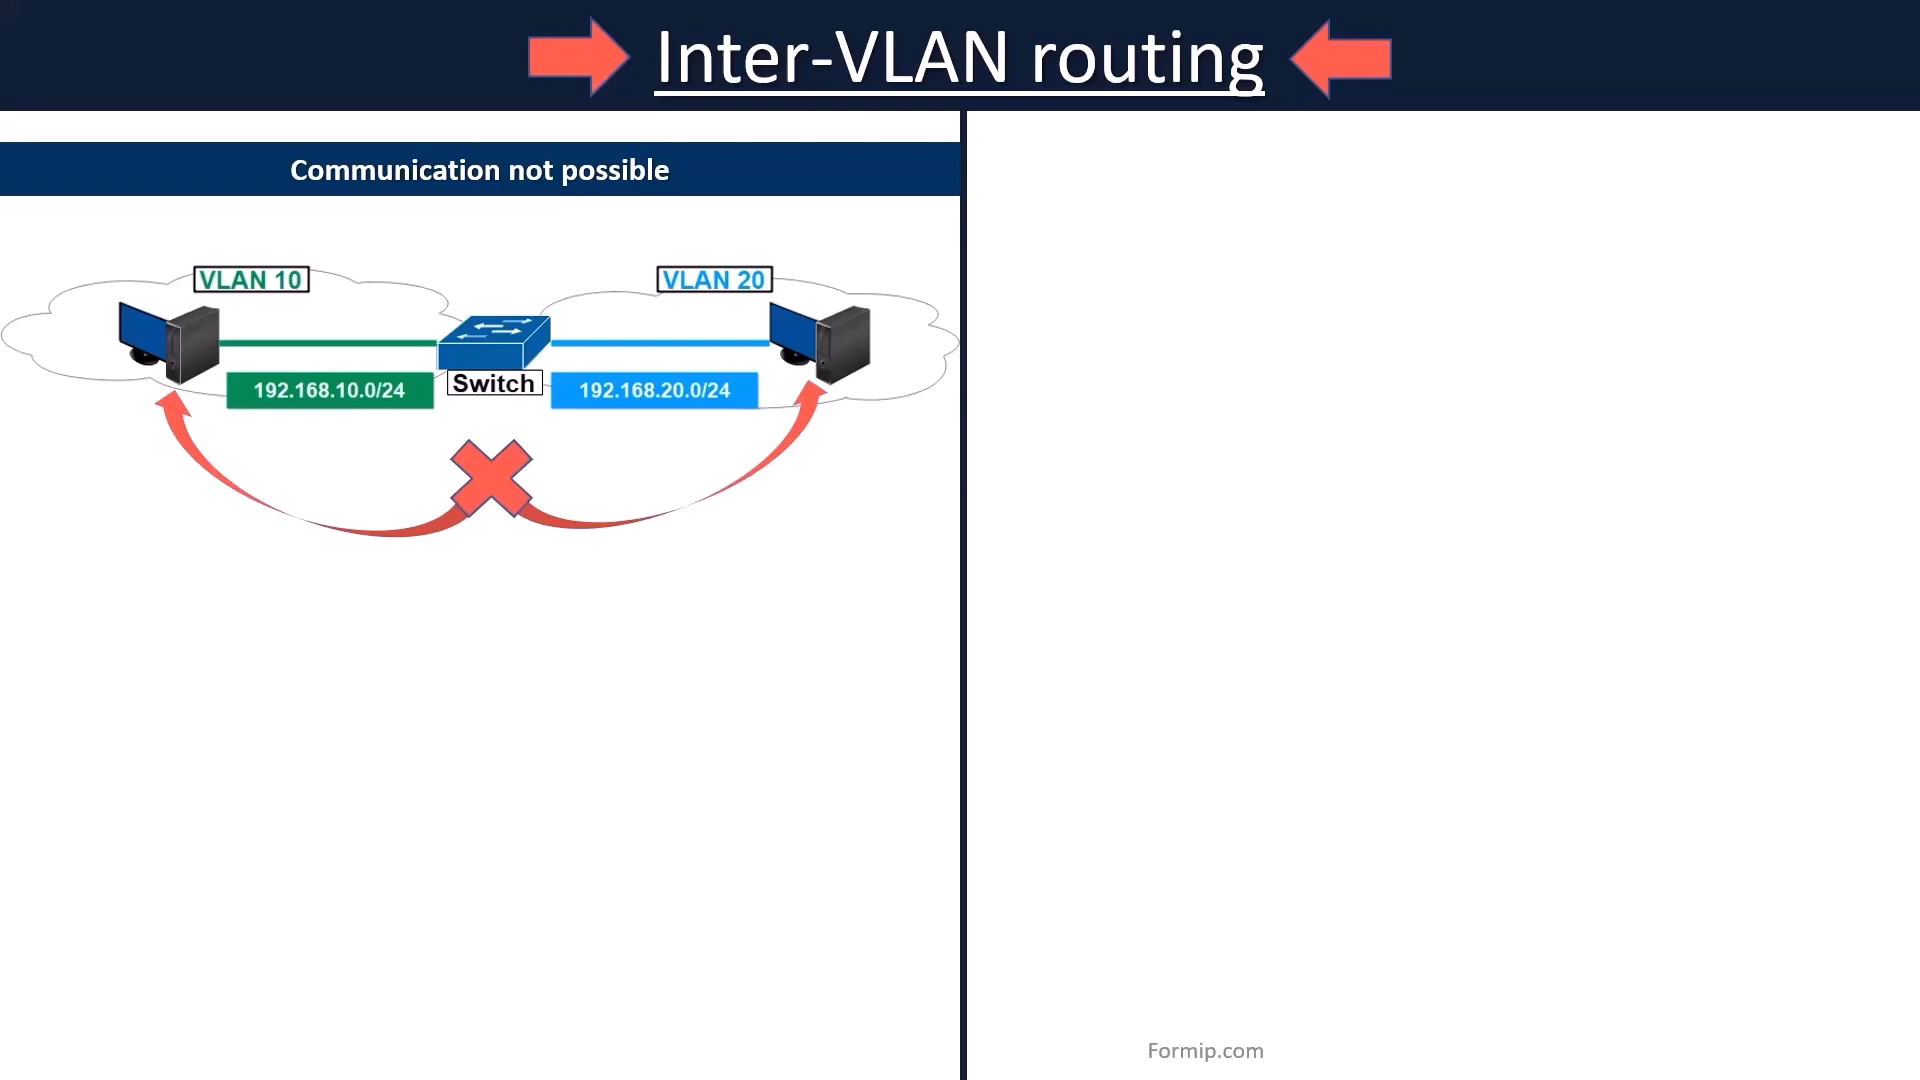 Inter-VLAN routing
Communication not possible
VLAN 10
VLAN 20
192.168.10.0/24
Switch
192.168.20.0/24
Formip.com